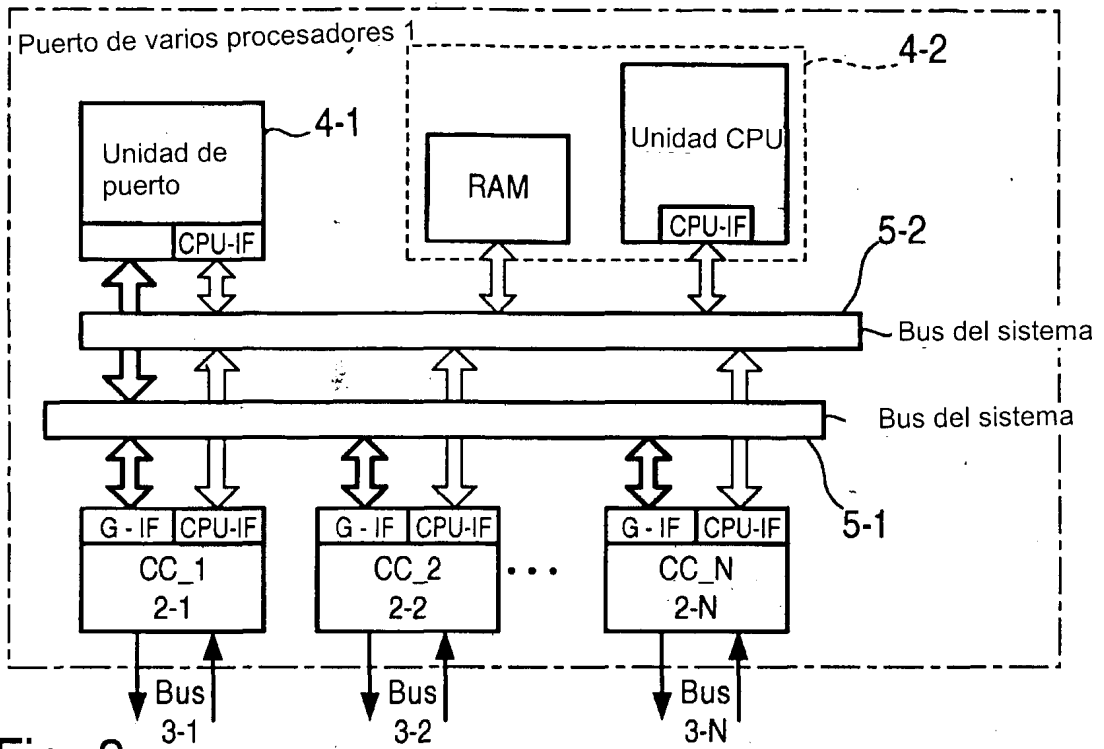 Puerto de varios procesadores 1
4-2
4-1
Unidad de
puerto
CPU-IF
RAM
Unidad CPU
CPU-IF
5-2
Bus del sistema
Bus del sistema
5-1
G - IF
CPU-IF
G - IF
CPU-IF
G - IF
CPU-IF
CC_1
2-1
CC_2
2-2
...
CC_N
2-N
Bus
3-1
Bus
3-2
Bus
3-N